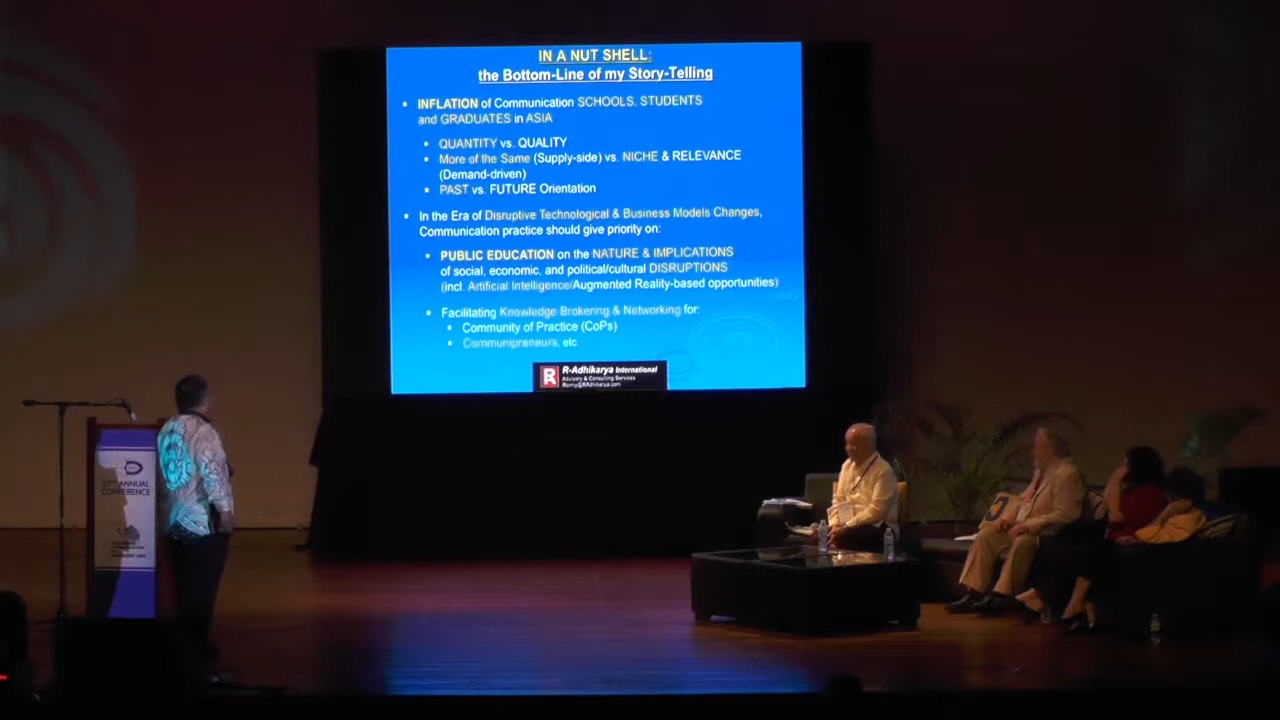 IN A NUT SHELL:
the Bottom-Line of my Story-Telling
• INFLATION of Communication SCHOOLS, STUDENTS
and GRADUATES in ASIA
• QUANTITY vs. QUALITY
• More of the Same (Supply-side) vs. NICHE & RELEVANCE
(Demand-driven)
• PAST vs. FUTURE Orientation
• In the Era of Disruptive Technological & Business Models Changes,
Communication practice should give priority on:
• PUBLIC EDUCATION on the NATURE & IMPLICATIONS
of social, economic, and political/cultural DISRUPTIONS
(incl. Artificial Intelligence/Augmented Reality-based opportunities)
• Facilitating Knowledge Brokering & Networking for:
• Community of Practice (CoPs)
• Communipreneurs, etc.
R-Adhikarya International
Advisory & Consulting Services
Ronny@RAdhikarya.com
ANNUAL
CONFERENCE